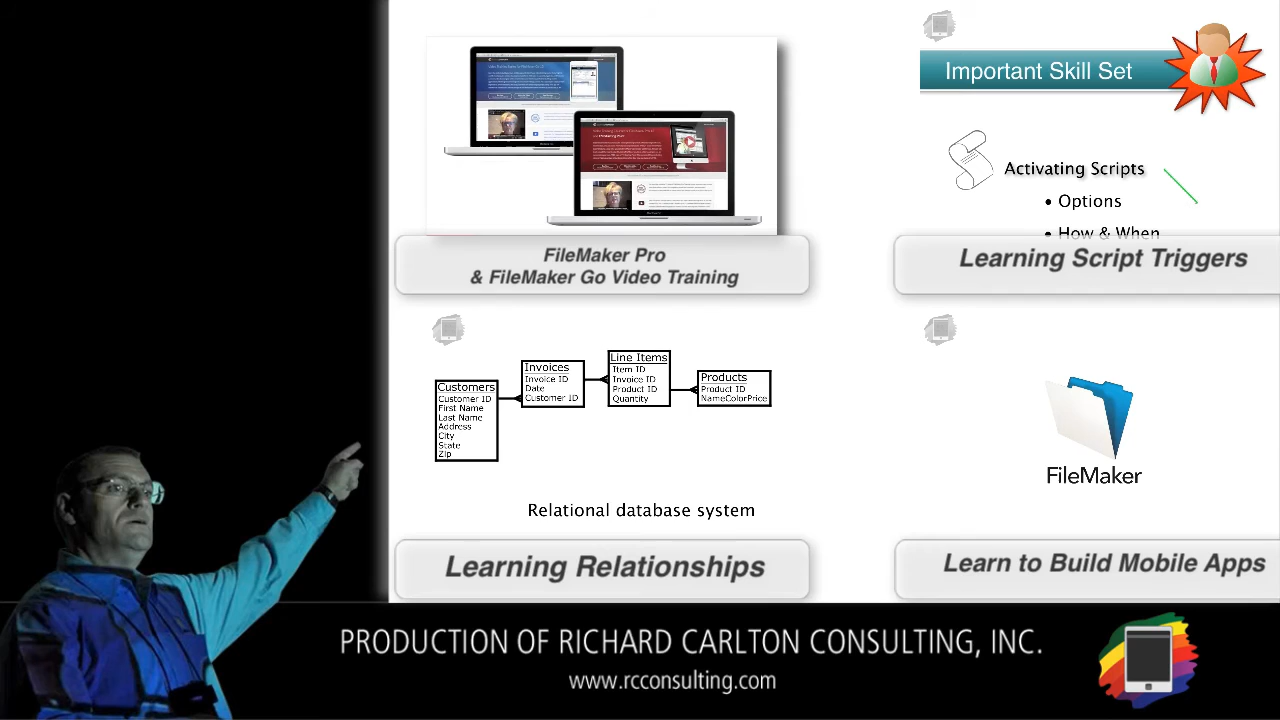 FileMaker Pro
& FileMaker Go Video Training
Important Skill Set
Activating Scripts
• Options
• How & When
Learning Script Triggers
Customers
Customer ID
First Name
Last Name
Address
City
State
Zip
Invoices
Invoice ID
Date
Customer ID
Line Items
Item ID
Invoice ID
Product ID
Quantity
Products
Product ID
NameColorPrice
Relational database system
Learning Relationships
FileMaker
Learn to Build Mobile Apps
PRODUCTION OF RICHARD CARLTON CONSULTING, INC.
www.rcconsulting.com